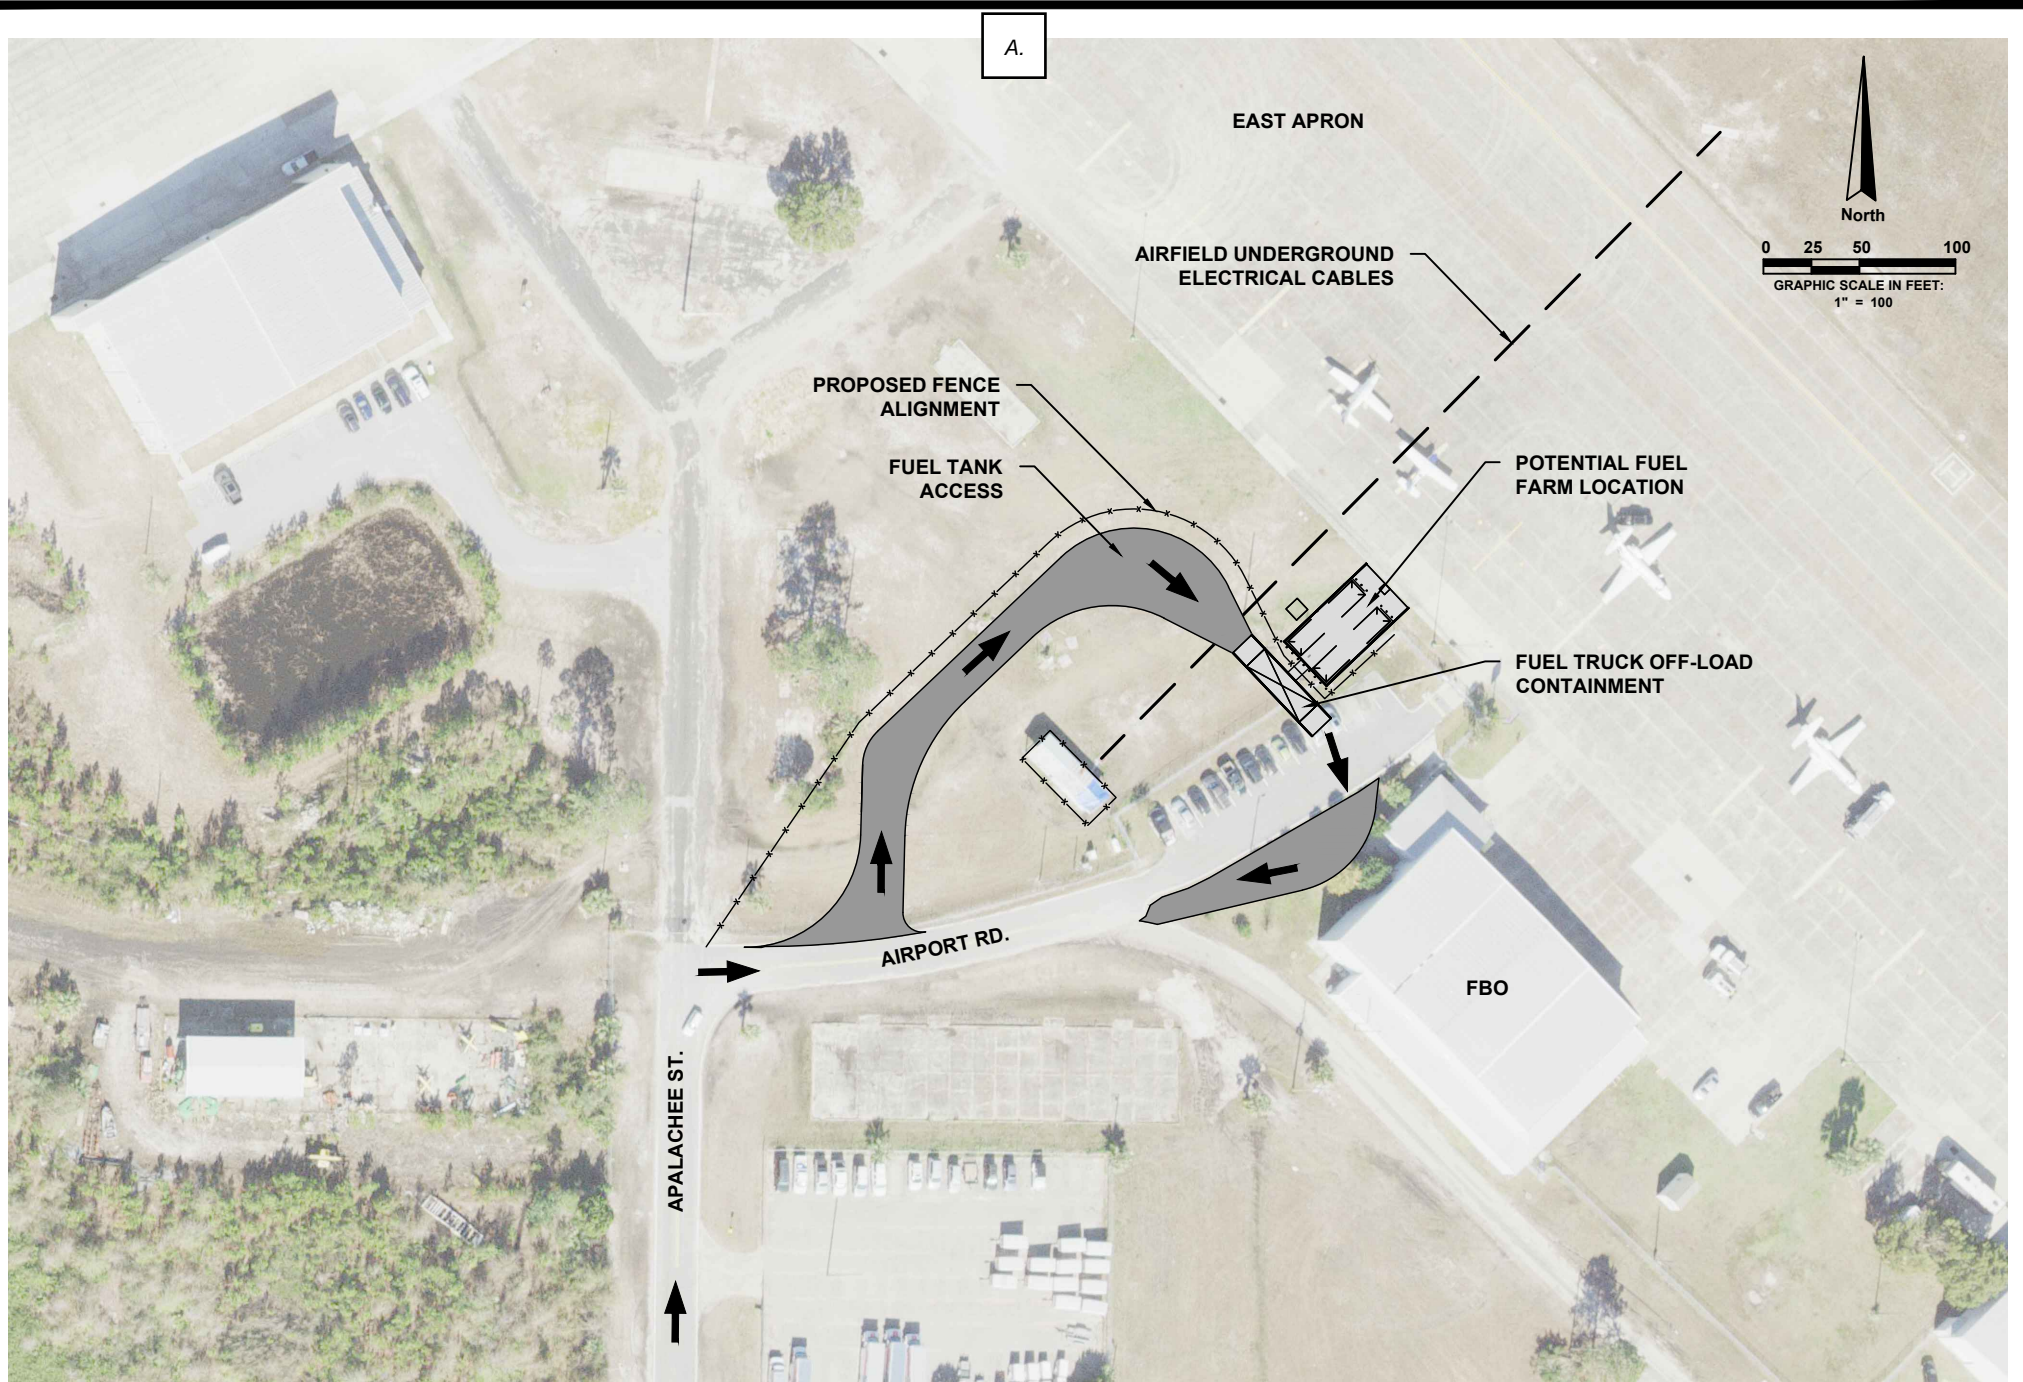 A.
EAST APRON
North
0 25 50 100
GRAPHIC SCALE IN FEET:
1" = 100
AIRFIELD UNDERGROUND
ELECTRICAL CABLES
PROPOSED FENCE
ALIGNMENT
FUEL TANK
ACCESS
POTENTIAL FUEL
FARM LOCATION
FUEL TRUCK OFF-LOAD
CONTAINMENT
AIRPORT RD.
FBO
APALACHEE ST.